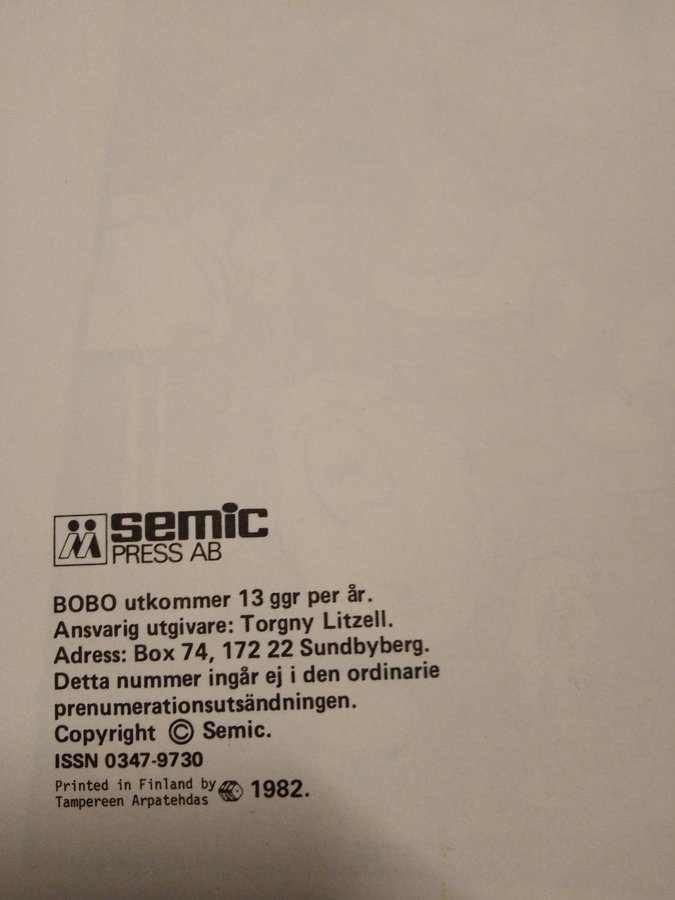 semic
PRESS AB
BOBO utkommer 13 ggr per år.
Ansvarig utgivare: Torgny Litzell.
Adress: Box 74, 172 22 Sundbyberg.
Detta nummer ingår ej i den ordinarie
prenumerationsutsändningen.
Copyright © Semic.
ISSN 0347-9730
Printed in Finland by
Tampereen Arpatehdas 1982.